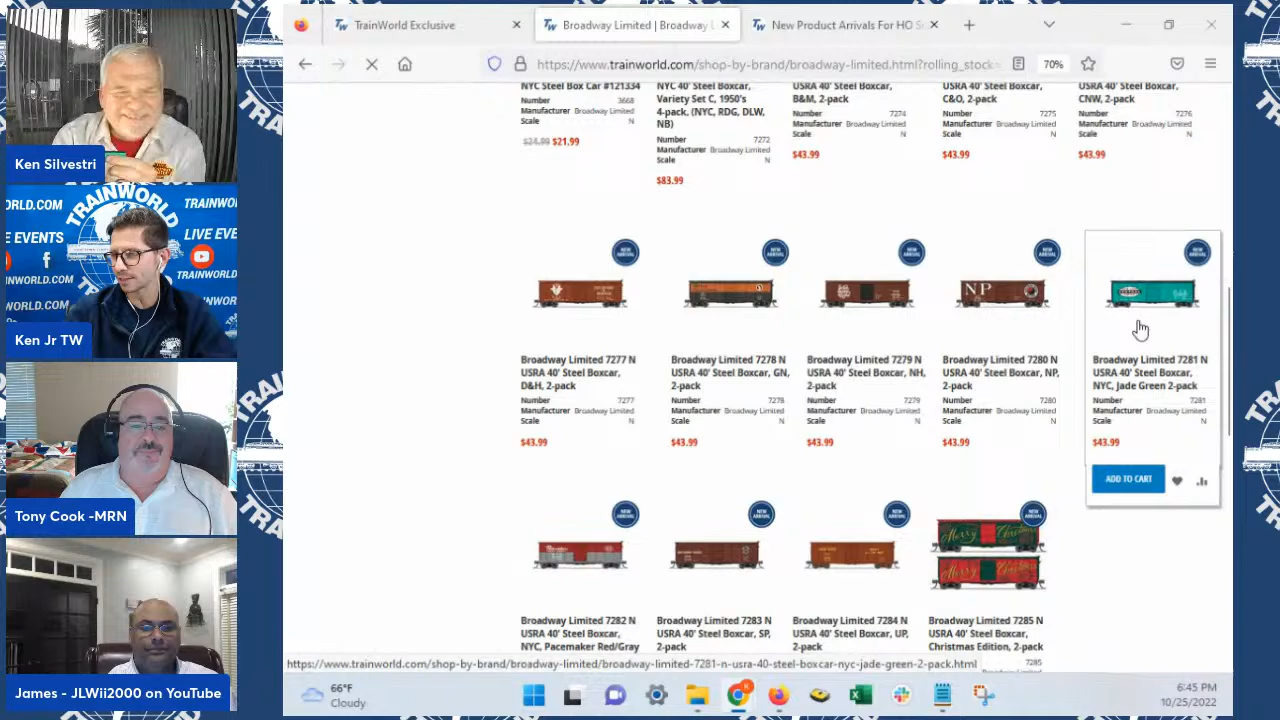 Ken Silvestri
ORLD.COM
TRAINWORLD
TRAINWO
E EVENTS
LIVE EVENTS
NWORLD.COM
TRAINWORLD
ORLD.COM
Ken Jr TW
Tony Cook -MRN
James - JLWii2000 on YouTube
TrainWorld Exclusive
Broadway Limited | Broadway L
New Product Arrivals For HO S
https://www.trainworld.com/shop-by-brand/broadway-limited.html?rolling_stock=
70%
NYC Steel Box Car #121334
Number 3668
Manufacturer Broadway Limited
Scale N
$24.99 $21.99
NYC 40' Steel Boxcar,
Variety Set C, 1950's
4-pack, (NYC, RDG, DLW,
NB)
Number 7272
Manufacturer Broadway Limited
Scale N
$83.99
USRA 40' Steel Boxcar,
B&M, 2-pack
Number 7274
Manufacturer Broadway Limited
Scale N
$43.99
USRA 40' Steel Boxcar,
C&O, 2-pack
Number 7275
Manufacturer Broadway Limited
Scale N
$43.99
USRA 40' Steel Boxcar,
CNW, 2-pack
Number 7276
Manufacturer Broadway Limited
Scale N
$43.99
NEW ARRIVAL
NEW ARRIVAL
NEW ARRIVAL
NEW ARRIVAL
NEW ARRIVAL
NP
Broadway Limited 7277 N
USRA 40' Steel Boxcar,
D&H, 2-pack
Number 7277
Manufacturer Broadway Limited
Scale N
$43.99
Broadway Limited 7278 N
USRA 40' Steel Boxcar, GN,
2-pack
Number 7278
Manufacturer Broadway Limited
Scale N
$43.99
Broadway Limited 7279 N
USRA 40' Steel Boxcar, NH,
2-pack
Number 7279
Manufacturer Broadway Limited
Scale N
$43.99
Broadway Limited 7280 N
USRA 40' Steel Boxcar, NP,
2-pack
Number 7280
Manufacturer Broadway Limited
Scale N
$43.99
Broadway Limited 7281 N
USRA 40' Steel Boxcar,
NYC, Jade Green 2-pack
Number 7281
Manufacturer Broadway Limited
Scale N
$43.99
ADD TO CART
NEW ARRIVAL
NEW ARRIVAL
NEW ARRIVAL
NEW ARRIVAL
Merry Christmas
Merry Christmas
Broadway Limited 7282 N
USRA 40' Steel Boxcar,
NYC, Pacemaker Red/Gray
Broadway Limited 7283 N
USRA 40' Steel Boxcar, SP,
2-pack
Broadway Limited 7284 N
USRA 40' Steel Boxcar, UP,
2-pack
Broadway Limited 7285 N
USRA 40' Steel Boxcar,
Christmas Edition, 2-pack
7285
https://www.trainworld.com/shop-by-brand/broadway-limited/broadway-limited-7281-n-usra-40-steel-boxcar-nyc-jade-green-2-pack.html
66°F
Cloudy
6:45 PM
10/25/2022